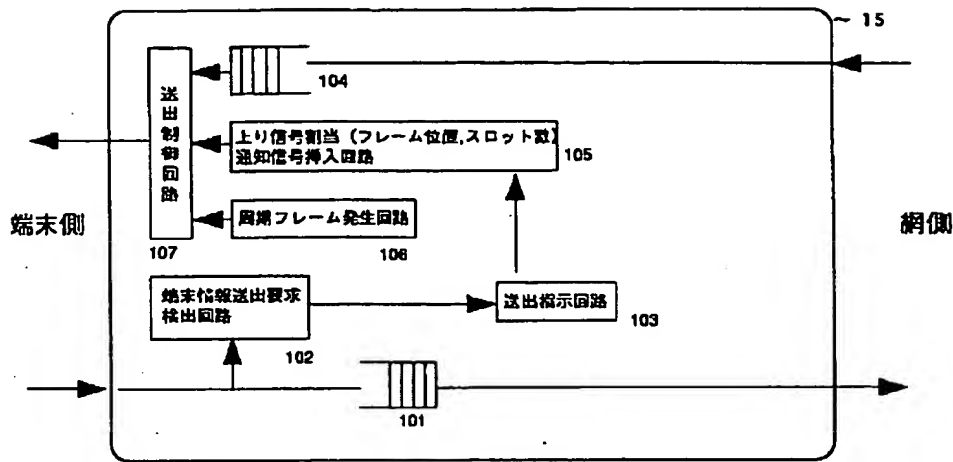 ~ 15
104
送出制御回路
上り信号割当(フレーム位置,スロット数)
通知信号挿入回路
105
端末側
周期フレーム発生回路
網側
107
106
端末情報送出要求
検出回路
送出指示回路
103
102
101